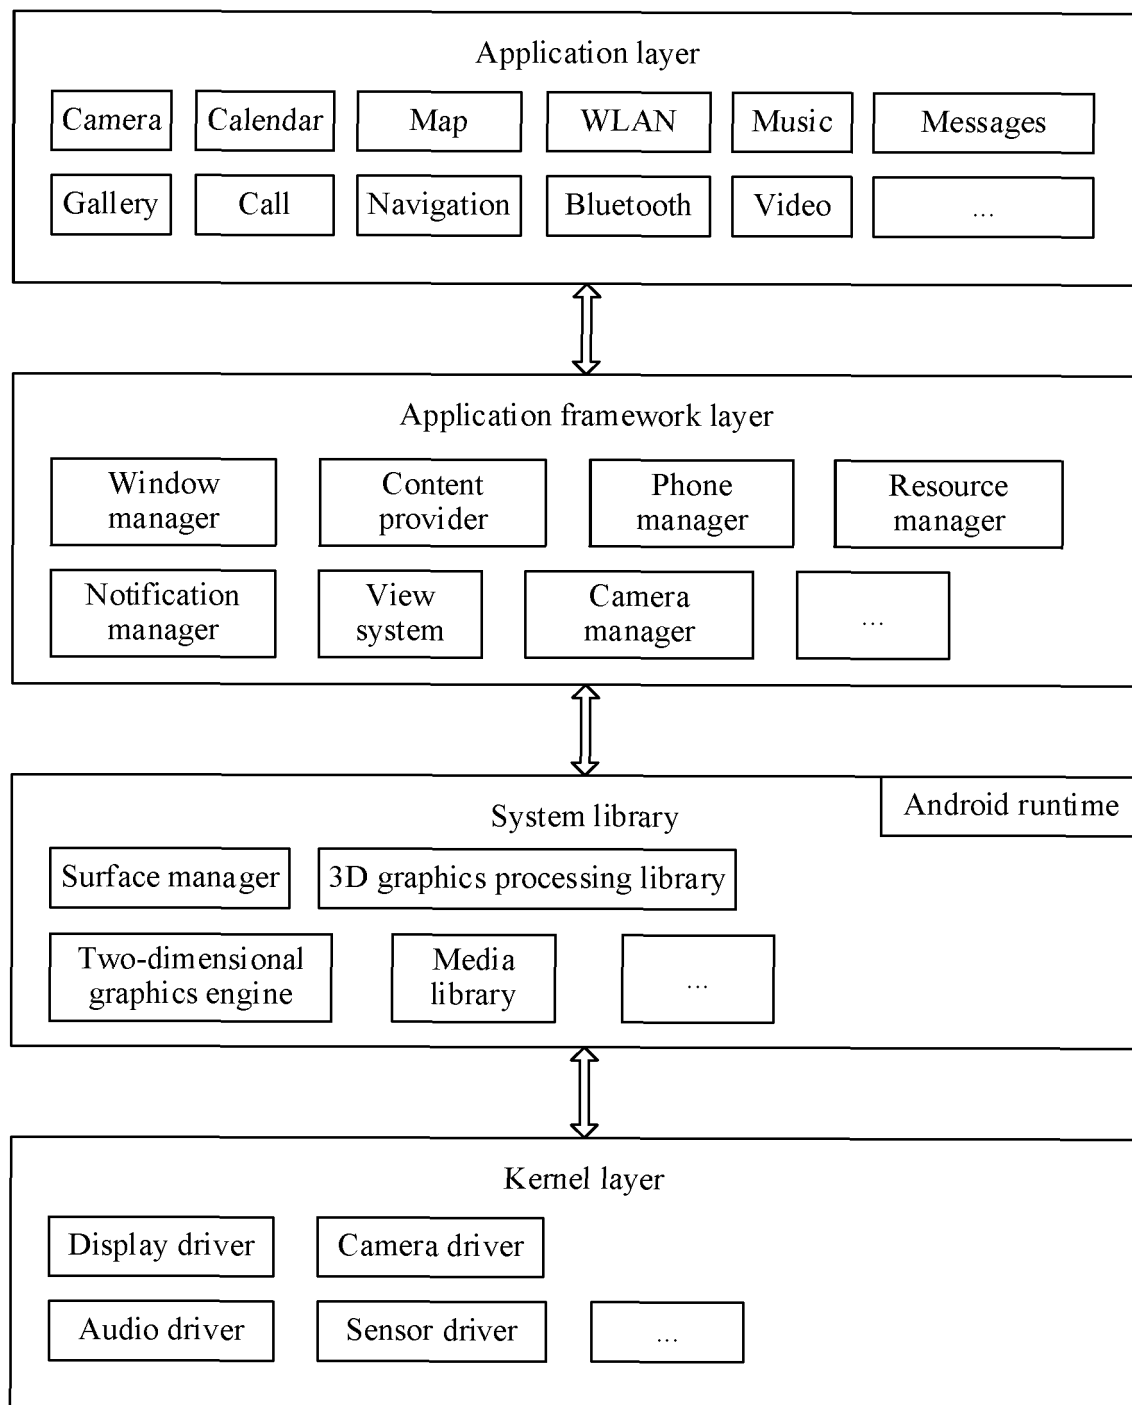 Application layer
Camera
Calendar
Map
WLAN
Music
Messages
Gallery
Call
Navigation
Bluetooth
Video
...
Application framework layer
Window
manager
Content
provider
Phone
manager
Resource
manager
Notification
manager
View
system
Camera
manager
...
System library
Android runtime
Surface manager
3D graphics processing library
Two-dimensional
graphics engine
Media
library
...
Kernel layer
Display driver
Camera driver
Audio driver
Sensor driver
...